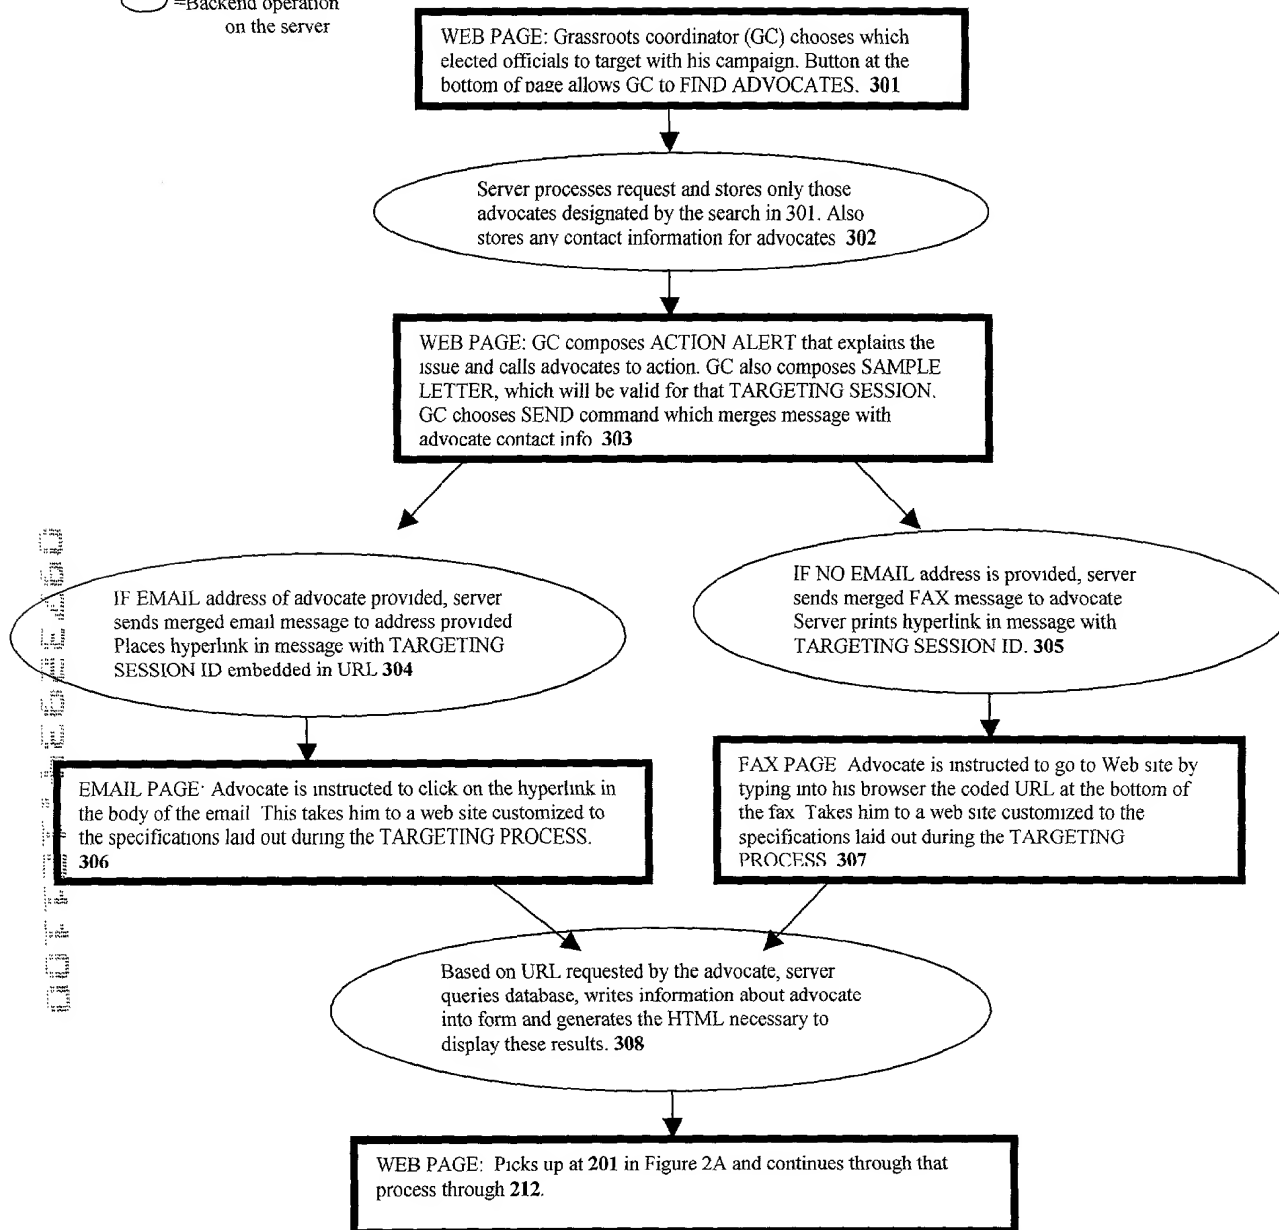 =Backend operation
on the server
WEB PAGE: Grassroots coordinator (GC) chooses which
elected officials to target with his campaign. Button at the
bottom of page allows GC to FIND ADVOCATES. 301
Server processes request and stores only those
advocates designated by the search in 301. Also
stores any contact information for advocates 302
WEB PAGE: GC composes ACTION ALERT that explains the
issue and calls advocates to action. GC also composes SAMPLE
LETTER, which will be valid for that TARGETING SESSION.
GC chooses SEND command which merges message with
advocate contact info 303
IF EMAIL address of advocate provided, server
sends merged email message to address provided
Places hyperlink in message with TARGETING
SESSION ID embedded in URL 304
IF NO EMAIL address is provided, server
sends merged FAX message to advocate
Server prints hyperlink in message with
TARGETING SESSION ID. 305
EMAIL PAGE· Advocate is instructed to click on the hyperlink in
the body of the email This takes him to a web site customized to
the specifications laid out during the TARGETING PROCESS.
306
FAX PAGE Advocate is instructed to go to Web site by
typing into his browser the coded URL at the bottom of
the fax Takes him to a web site customized to the
specifications laid out during the TARGETING
PROCESS 307
Based on URL requested by the advocate, server
queries database, writes information about advocate
into form and generates the HTML necessary to
display these results. 308
WEB PAGE: Picks up at 201 in Figure 2A and continues through that
process through 212.